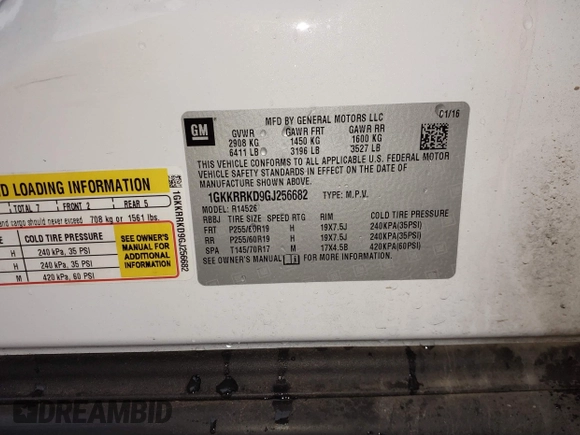 MFD BY GENERAL MOTORS LLC
C1/16
GM
GVWR GAWR FRT GAWR RR
2908 KG 1450 KG 1600 KG
6411 LB 3196 LB 3527 LB
THIS VEHICLE CONFORMS TO ALL APPLICABLE U.S. FEDERAL MOTOR
VEHICLE SAFETY STANDARDS IN EFFECT ON THE DATE OF
MANUFACTURE SHOWN ABOVE.
1GKKRRKD9GJ256682 TYPE: M.P.V.
MODEL: R14526
RBBJ TIRE SIZE SPEED RTG RIM COLD TIRE PRESSURE
FRT P255/60R19 H 19X7.5J 240KPA(35PSI)
RR P255/60R19 H 19X7.5J 240KPA(35PSI)
SPA T145/70R17 M 17X4.5B 420KPA(60PSI)
SEE OWNER'S MANUAL FOR MORE INFORMATION.
D LOADING INFORMATION
TOTAL 7 FRONT 2 REAR 5
and cargo should never exceed 708 kg or 1561 lbs.
COLD TIRE PRESSURE
H 240 kPa, 35 PSI
H 240 kPa, 35 PSI
M 420 kPa, 60 PSI
SEE OWNER'S
MANUAL FOR
ADDITIONAL
INFORMATION
1GKKRRKD9GJ256682
DREAMBID